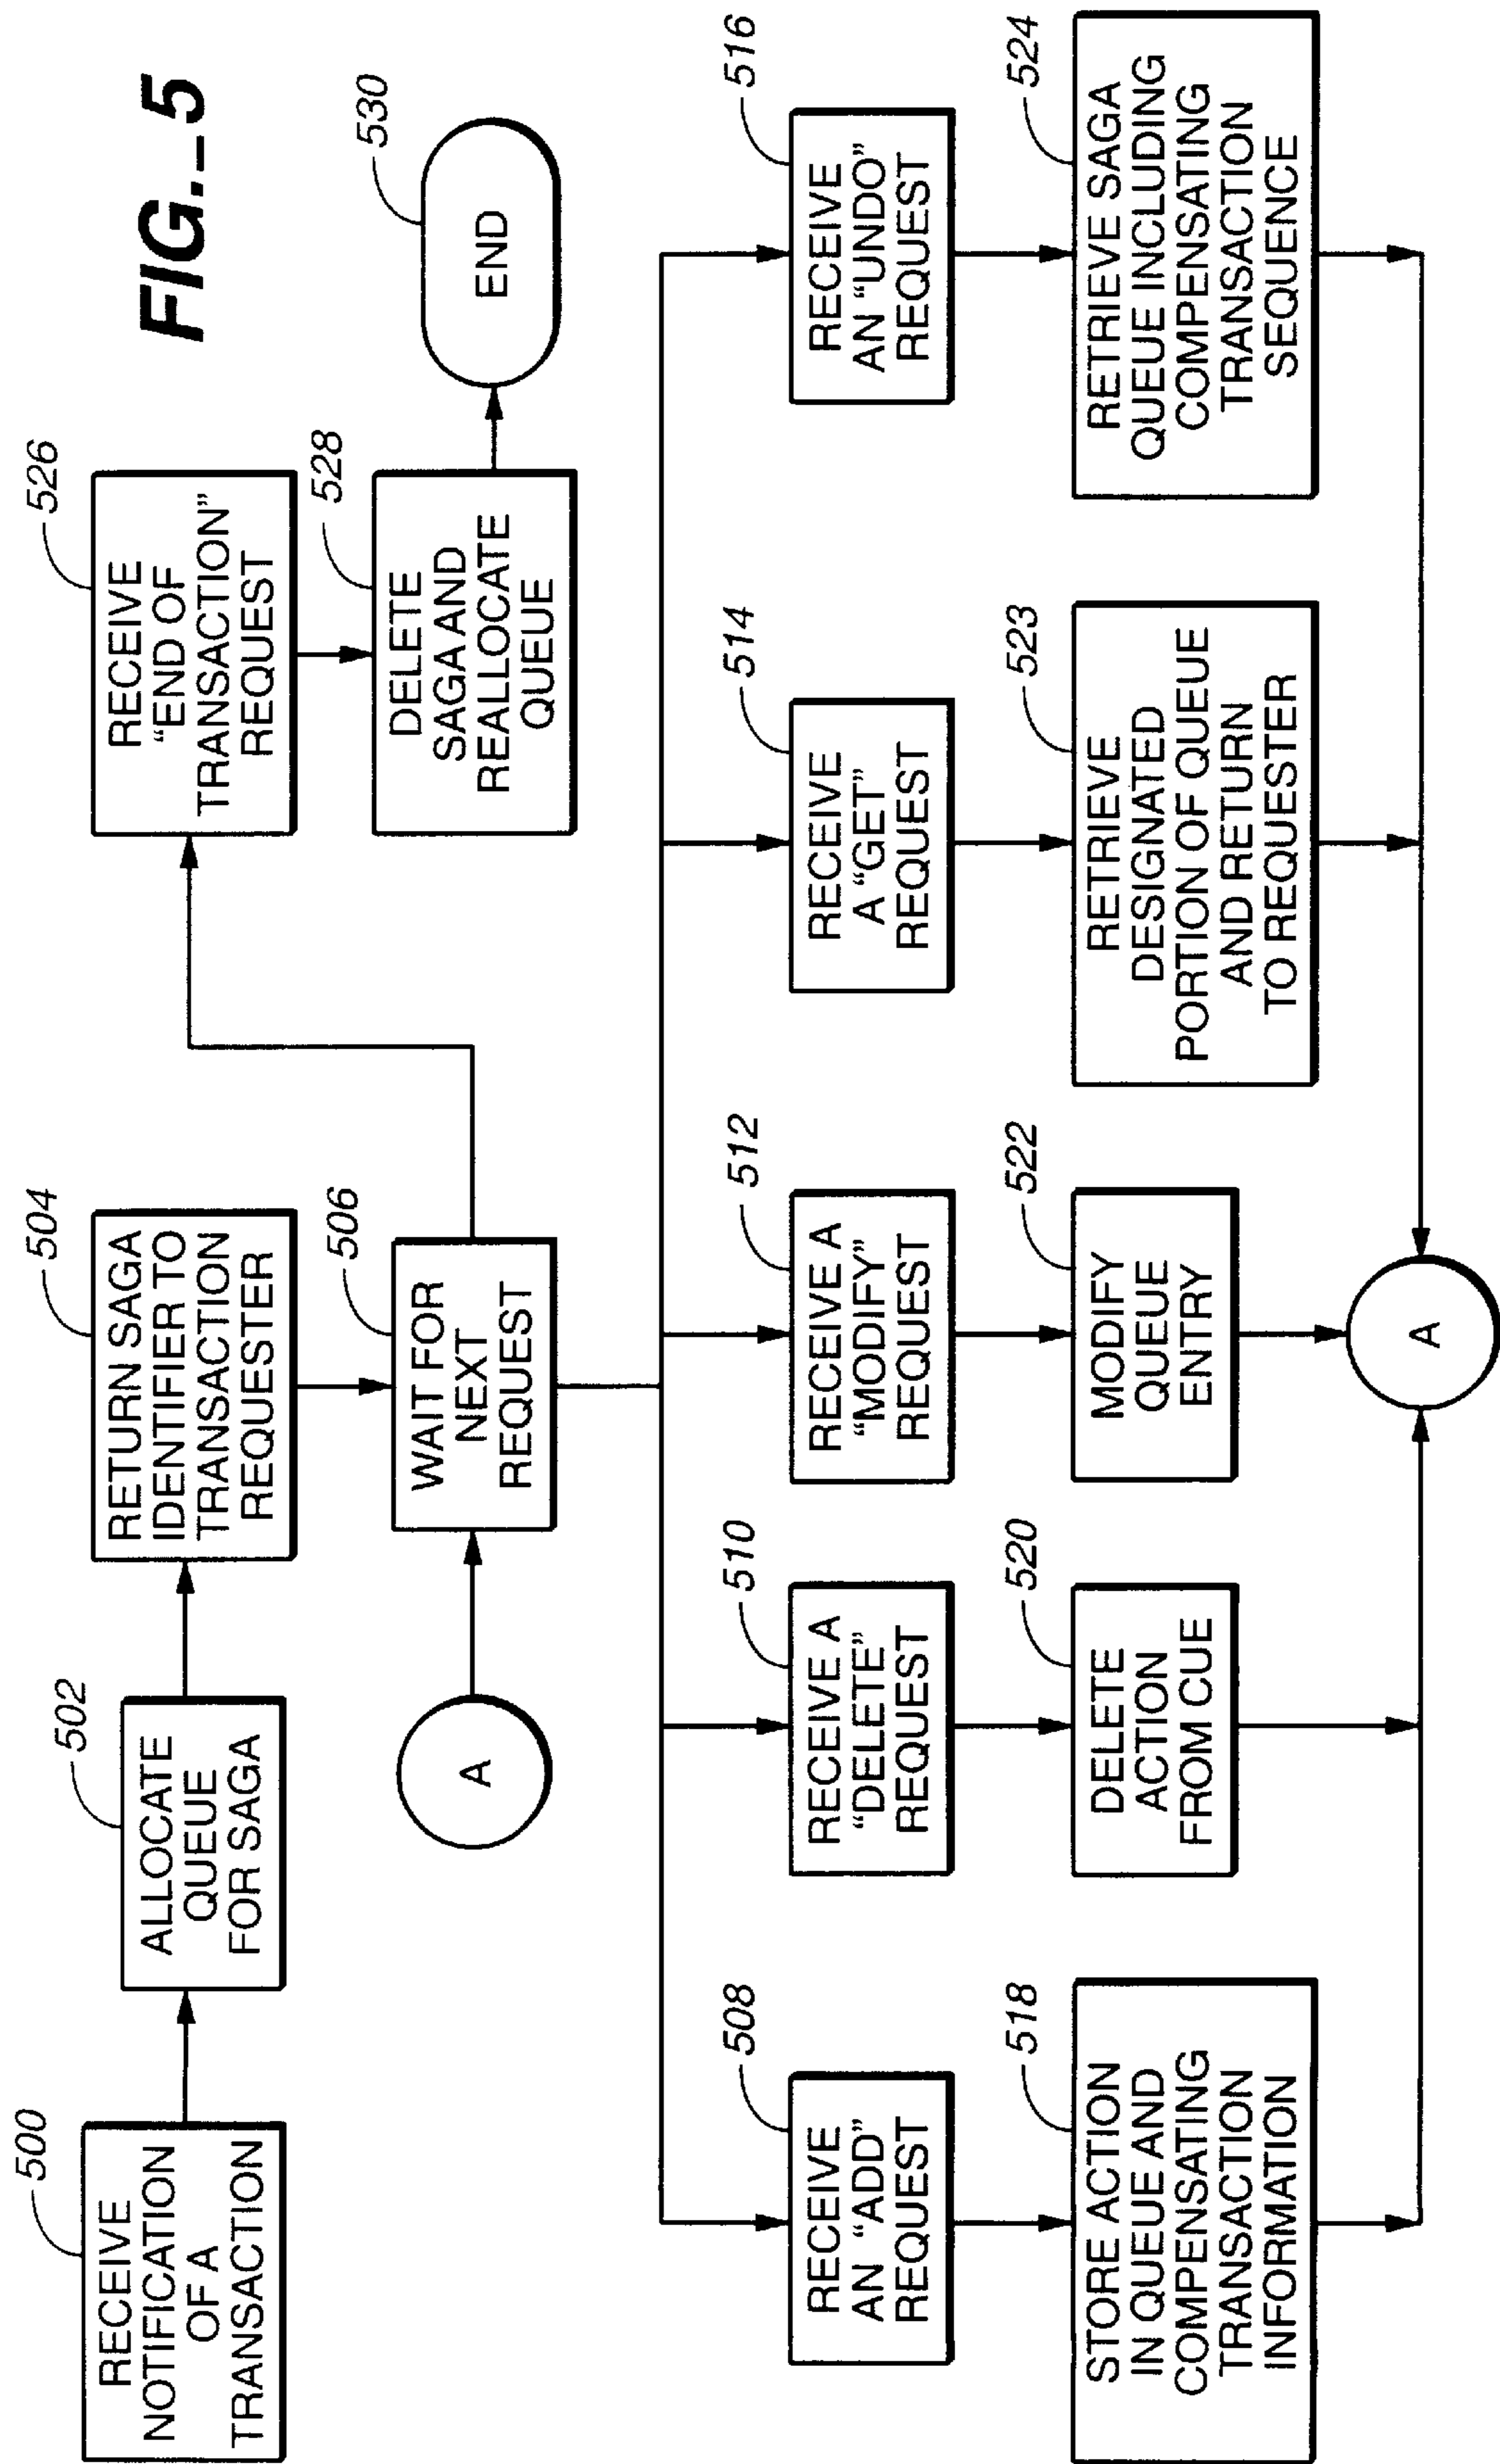 FIG._5
500
RECEIVE
NOTIFICATION
OF A
TRANSACTION
502
ALLOCATE
QUEUE
FOR SAGA
504
RETURN SAGA
IDENTIFIER TO
TRANSACTION
REQUESTER
526
RECEIVE
“END OF
TRANSACTION”
REQUEST
528
DELETE
SAGA AND
REALLOCATE
QUEUE
530
END
A
506
WAIT FOR
NEXT
REQUEST
508
RECEIVE
AN “ADD”
REQUEST
510
RECEIVE A
“DELETE”
REQUEST
512
RECEIVE A
“MODIFY”
REQUEST
514
RECEIVE
A “GET”
REQUEST
516
RECEIVE
AN “UNDO”
REQUEST
518
STORE ACTION
IN QUEUE AND
COMPENSATING
TRANSACTION
INFORMATION
520
DELETE
ACTION
FROM CUE
522
MODIFY
QUEUE
ENTRY
523
RETRIEVE
DESIGNATED
PORTION OF QUEUE
AND RETURN
TO REQUESTER
524
RETRIEVE SAGA
QUEUE INCLUDING
COMPENSATING
TRANSACTION
SEQUENCE
A